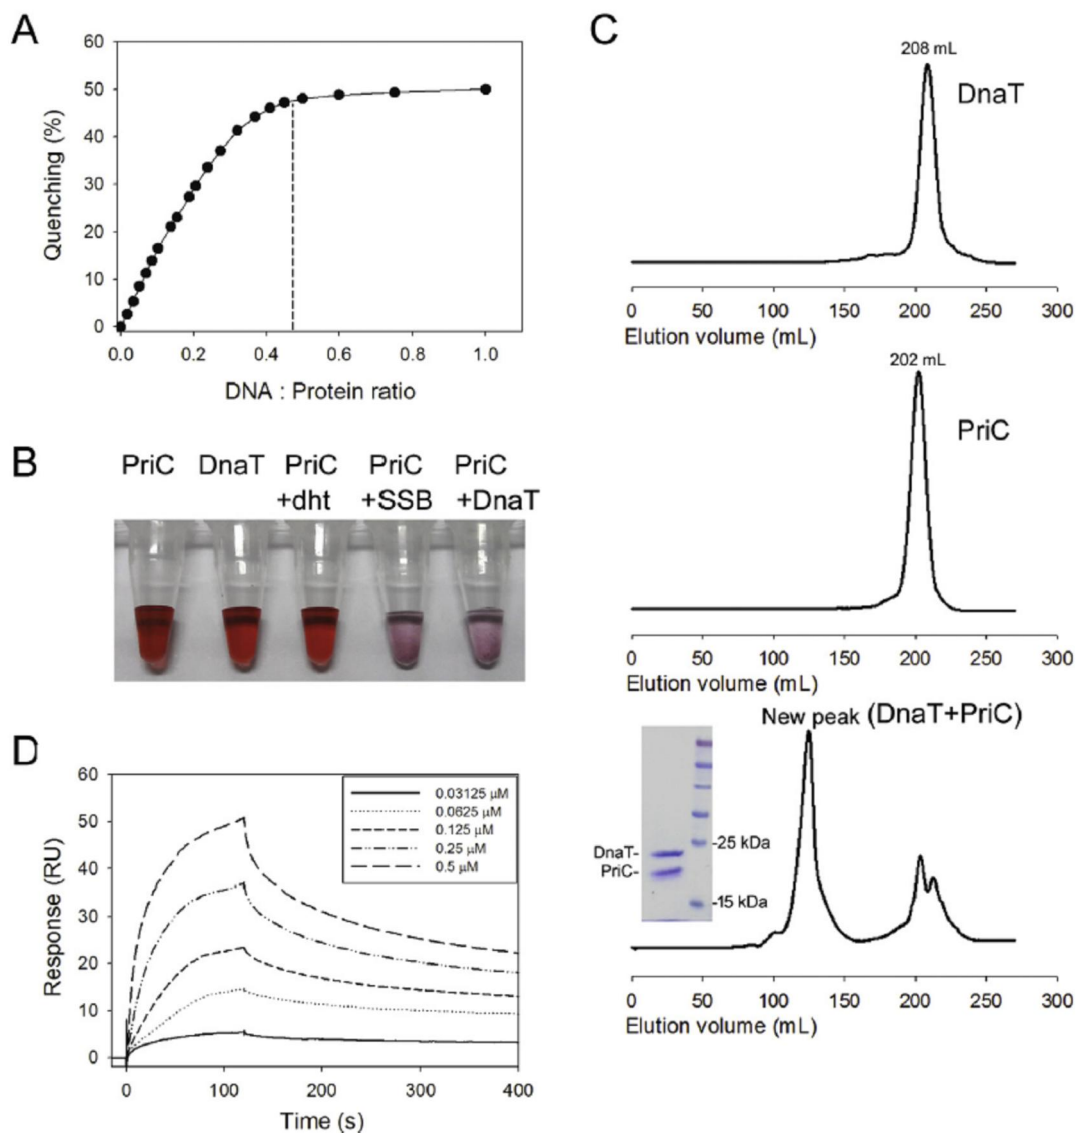 A
60
50
40
30
20
10
0
Quenching (%)
0.0 0.2 0.4 0.6 0.8 1.0
DNA : Protein ratio
B
PriC DnaT PriC PriC PriC
+dht +SSB +DnaT
D
60
50
40
30
20
10
0
Response (RU)
0.03125 μM
0.0625 μM
0.125 μM
0.25 μM
0.5 μM
0 100 200 300 400
Time (s)
C
208 mL
DnaT
0 50 100 150 200 250 300
Elution volume (mL)
202 mL
PriC
0 50 100 150 200 250 300
Elution volume (mL)
New peak (DnaT+PriC)
DnaT-
PriC-
-25 kDa
-15 kDa
0 50 100 150 200 250 300
Elution volume (mL)